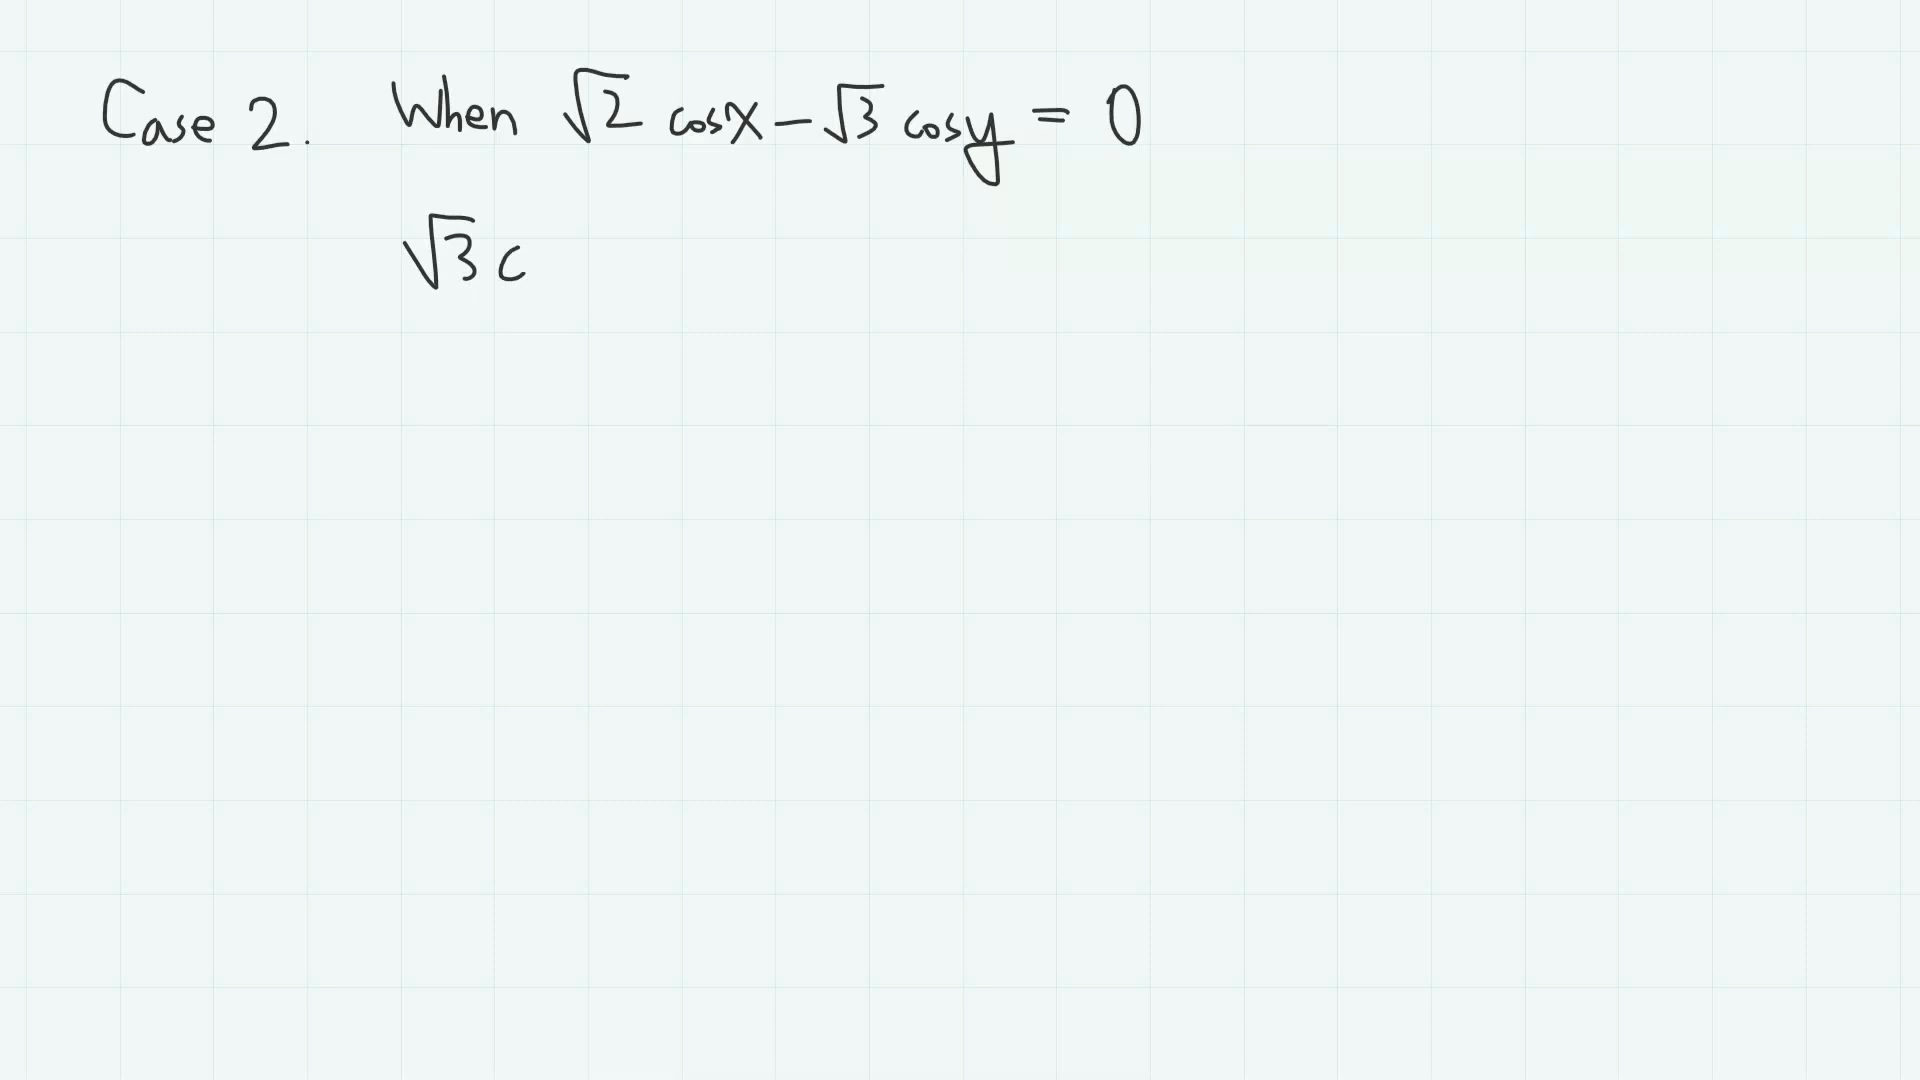 Case 2. When √2 cosx - √3 cosy = 0
√3 c